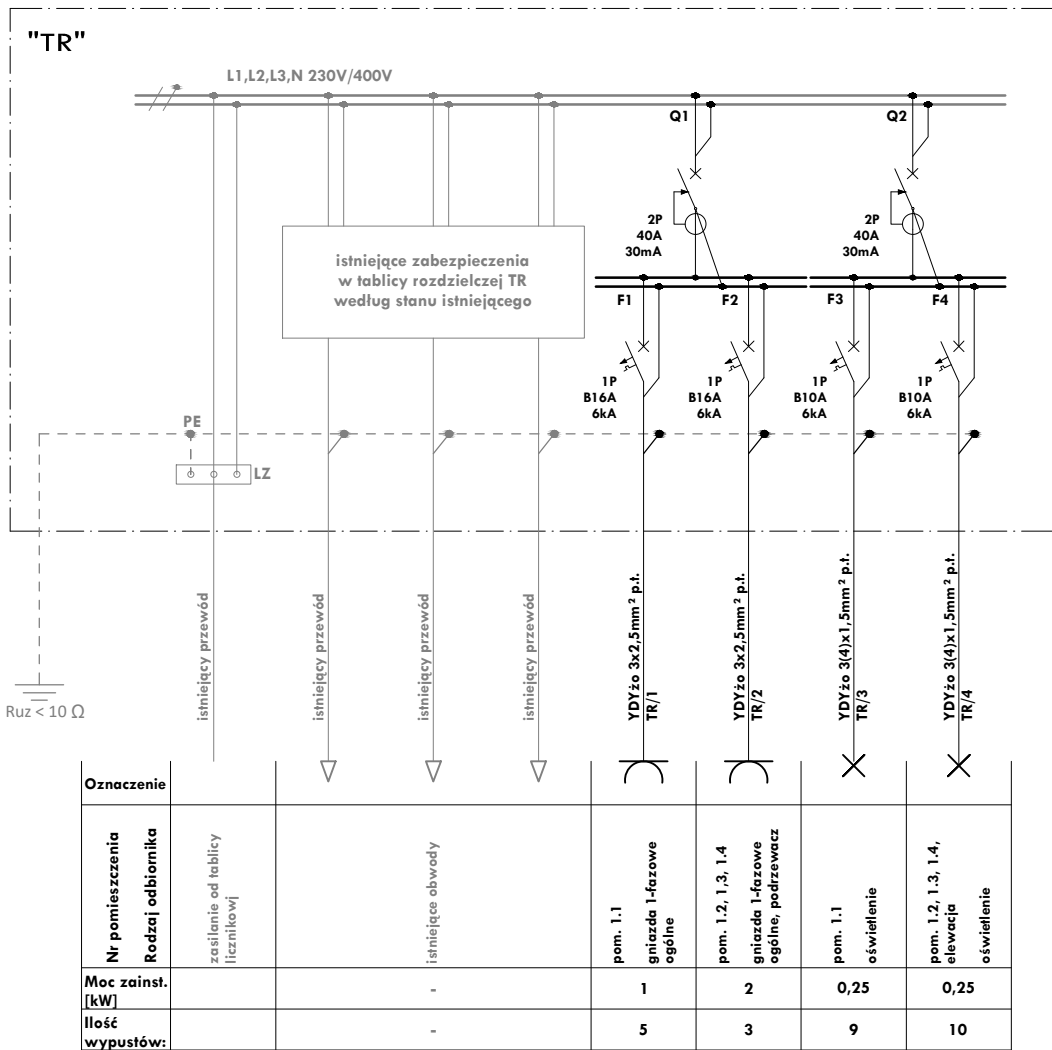 "TR"
L1,L2,L3,N 230V/400V
Q1
Q2
2P
40A
30mA
2P
40A
30mA
istniejące zabezpieczenia
w tablicy rozdzielczej TR
według stanu istniejącego
F1
F2
F3
F4
1P
B16A
6kA
1P
B16A
6kA
1P
B10A
6kA
1P
B10A
6kA
PE
LZ
Ruz < 10 Ω
istniejący przewód
istniejący przewód
istniejący przewód
istniejący przewód
YDYżo 3x2,5mm² p.t.
TR/1
YDYżo 3x2,5mm² p.t.
TR/2
YDYżo 3(4)x1,5mm² p.t.
TR/3
YDYżo 3(4)x1,5mm² p.t.
TR/4
Oznaczenie
Nr pomieszczenia
Rodzaj odbiornika
zasilanie od tablicy
licznikowj
istniejące obwody
pom. 1.1
gniazda 1-fazowe
ogólne
pom. 1.2, 1,3, 1.4
gniazda 1-fazowe
ogólne, podrzewacz
pom. 1.1
oświetlenie
pom. 1.2, 1.3, 1.4,
elewacja
oświetlenie
Moc zainst.
[kW]
-
1
2
0,25
0,25
Ilość
wypustów:
-
5
3
9
10